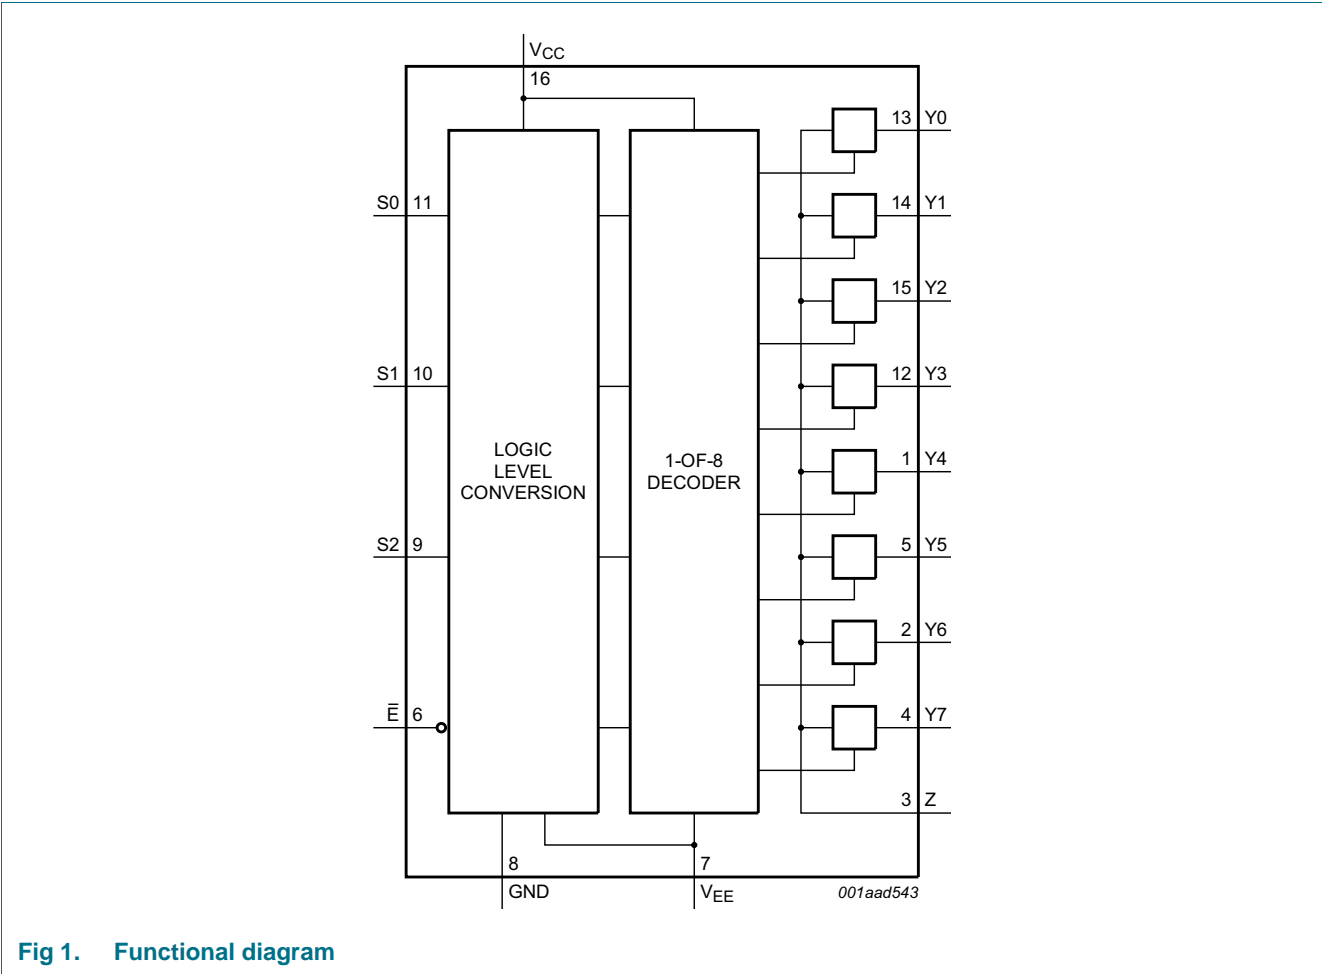 VCC
16
13 Y0
S0 11
14 Y1
15 Y2
S1 10
12 Y3
LOGIC
LEVEL
CONVERSION
1-OF-8
DECODER
1 Y4
S2 9
5 Y5
2 Y6
E̅ 6
4 Y7
3 Z
8
GND
7
VEE
001aad543
Fig 1. Functional diagram